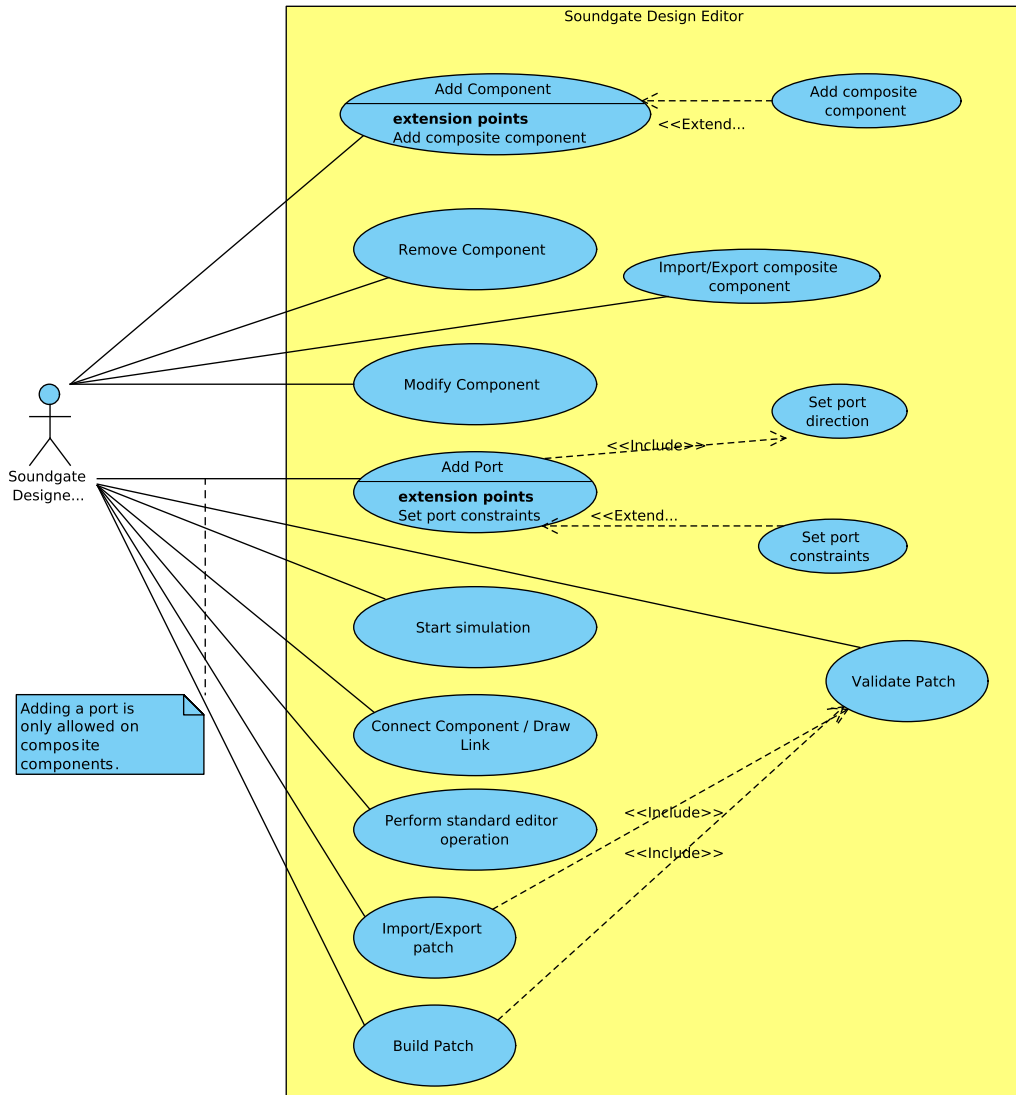 Soundgate Design Editor
Add Component
extension points
Add composite component
Add composite
component
<<Extend...
Remove Component
Import/Export composite
component
Modify Component
Set port
direction
<<Include>>
Add Port
extension points
Set port constraints
<<Extend...
Set port
constraints
Soundgate
Designe...
Start simulation
Validate Patch
Adding a port is
only allowed on
composite
components.
Connect Component / Draw
Link
Perform standard editor
operation
<<Include>>
<<Include>>
Import/Export
patch
Build Patch